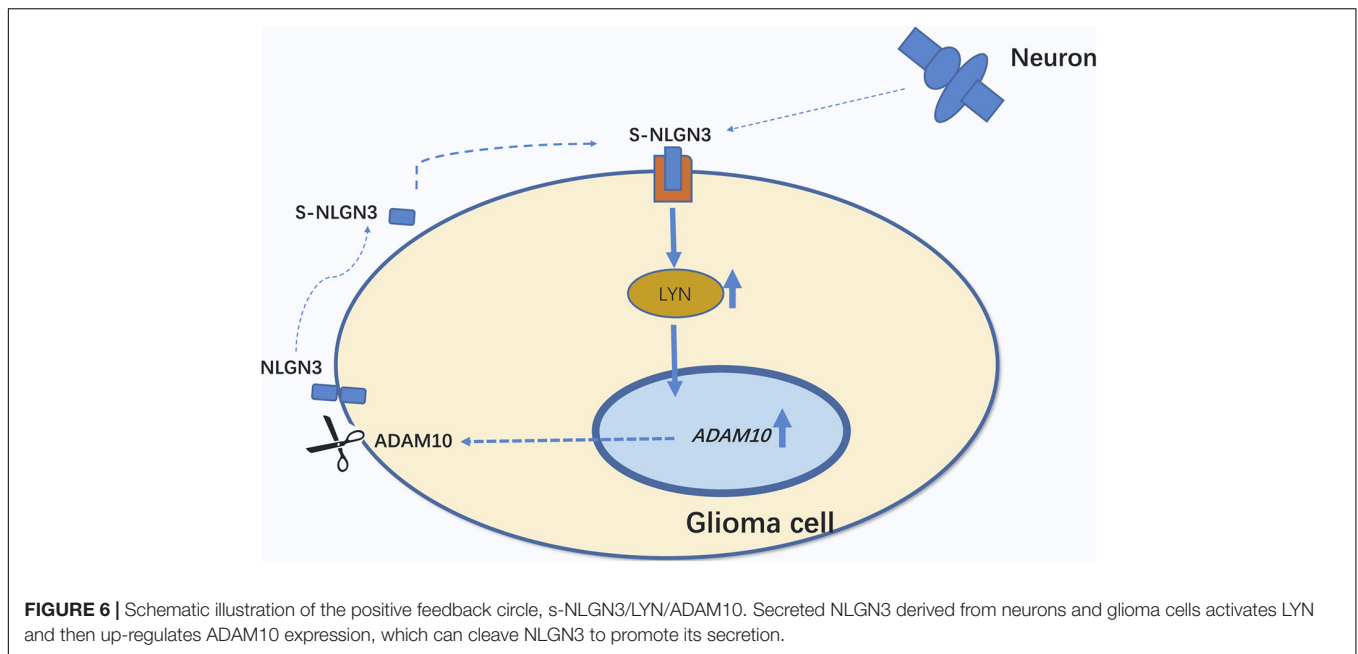 Neuron
S-NLGN3
S-NLGN3
LYN
NLGN3
ADAM10
ADAM10
Glioma cell
FIGURE 6 | Schematic illustration of the positive feedback circle, s-NLGN3/LYN/ADAM10. Secreted NLGN3 derived from neurons and glioma cells activates LYN
and then up-regulates ADAM10 expression, which can cleave NLGN3 to promote its secretion.